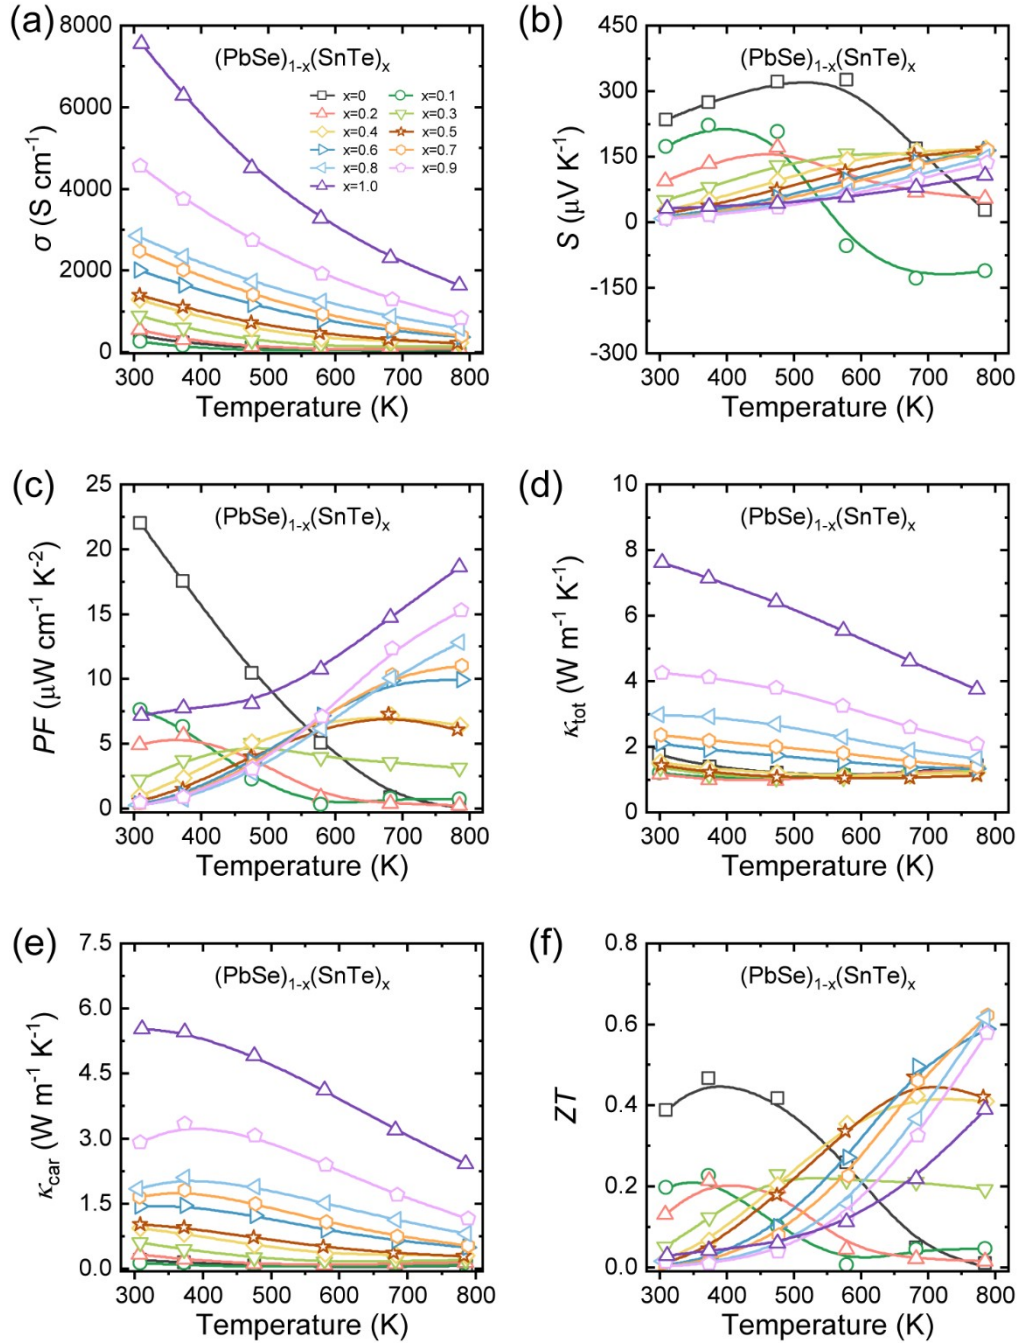 (a)
8000
6000
4000
2000
0
σ (S cm⁻¹)
(PbSe)₁₋ₓ(SnTe)ₓ
x=0 x=0.1
x=0.2 x=0.3
x=0.4 x=0.5
x=0.6 x=0.7
x=0.8 x=0.9
x=1.0
300 400 500 600 700 800
Temperature (K)
(b)
450
300
150
0
-150
-300
S (μV K⁻¹)
(PbSe)₁₋ₓ(SnTe)ₓ
300 400 500 600 700 800
Temperature (K)
(c)
25
20
15
10
5
0
PF (μW cm⁻¹ K⁻²)
(PbSe)₁₋ₓ(SnTe)ₓ
300 400 500 600 700 800
Temperature (K)
(d)
10
8
6
4
2
0
κtot (W m⁻¹ K⁻¹)
(PbSe)₁₋ₓ(SnTe)ₓ
300 400 500 600 700 800
Temperature (K)
(e)
7.5
6.0
4.5
3.0
1.5
0.0
κcar (W m⁻¹ K⁻¹)
(PbSe)₁₋ₓ(SnTe)ₓ
300 400 500 600 700 800
Temperature (K)
(f)
0.8
0.6
0.4
0.2
0.0
ZT
(PbSe)₁₋ₓ(SnTe)ₓ
300 400 500 600 700 800
Temperature (K)